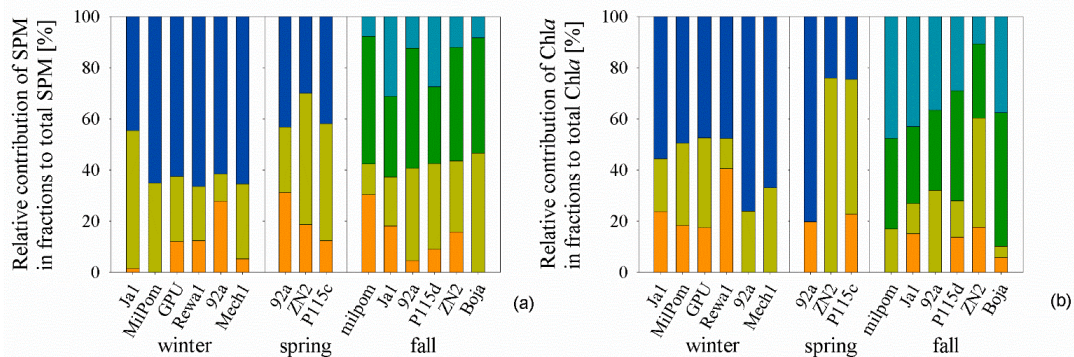 Relative contribution of SPM
in fractions to total SPM [%]
100
80
60
40
20
0
Ja1
MilPom
GPU
Rewa1
92a
Mech1
92a
ZN2
P115c
milpom
Ja1
92a
P115d
ZN2
Boja
winter
spring
fall
(a)
Relative contribution of Chla
in fractions to total Chla [%]
100
80
60
40
20
0
Ja1
MilPom
GPU
Rewa1
92a
Mech1
92a
ZN2
P115c
milpom
Ja1
92a
P115d
ZN2
Boja
winter
spring
fall
(b)